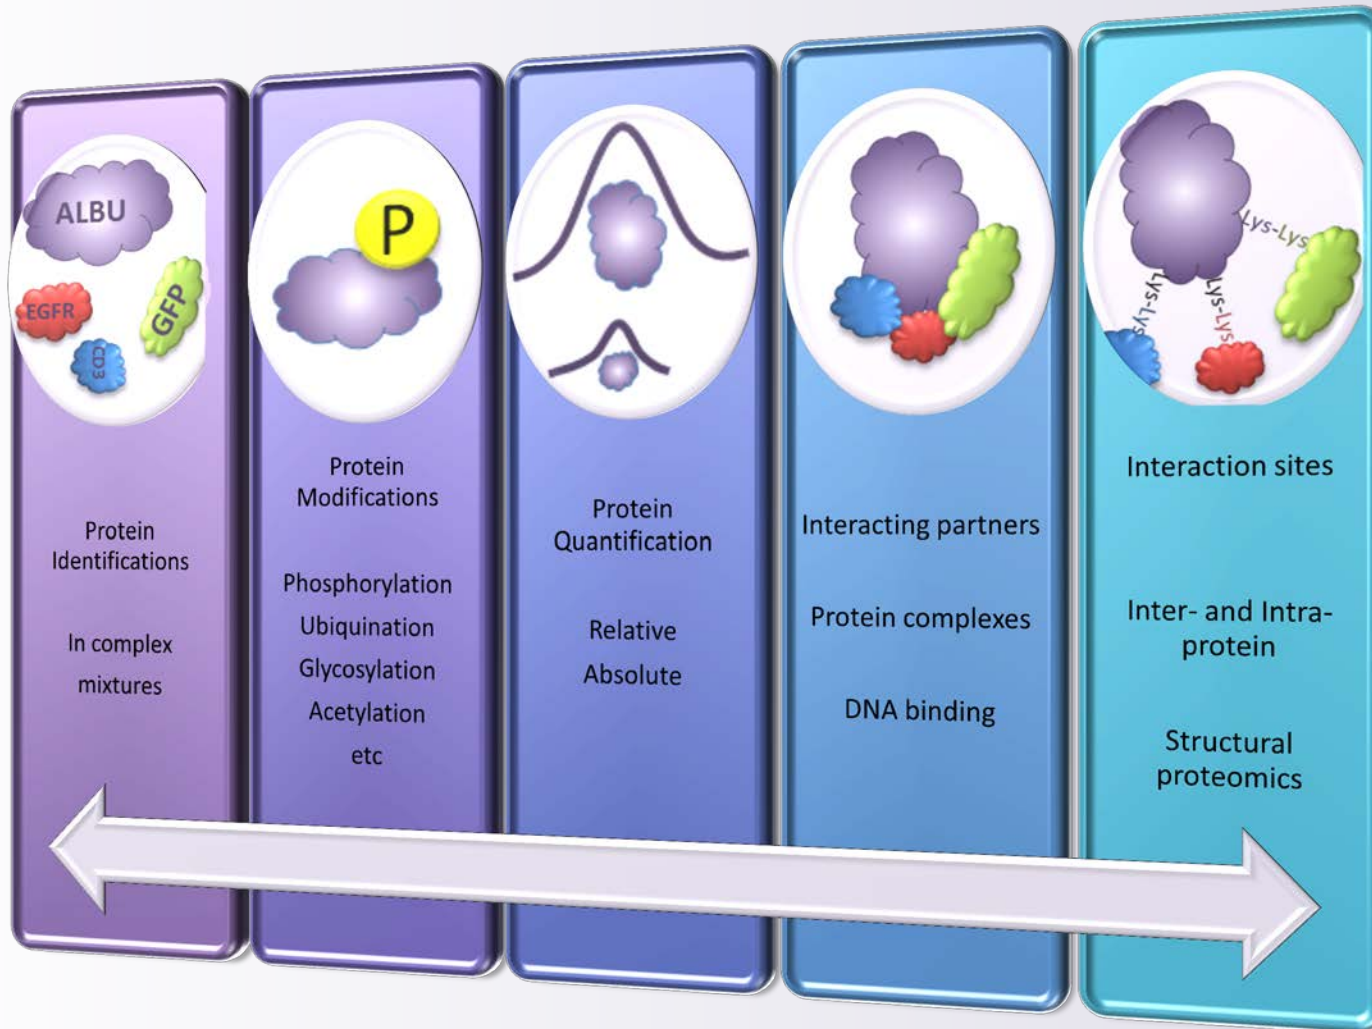 ALBU
EGFR
GFP
CD3
Protein
Identifications
In complex
mixtures
P
Protein
Modifications
Phosphorylation
Ubiquination
Glycosylation
Acetylation
etc
Protein
Quantification
Relative
Absolute
Interacting partners
Protein complexes
DNA binding
Lys-Lys
Lys-Lys
Lys-Lys
Interaction sites
Inter- and Intra-
protein
Structural
proteomics